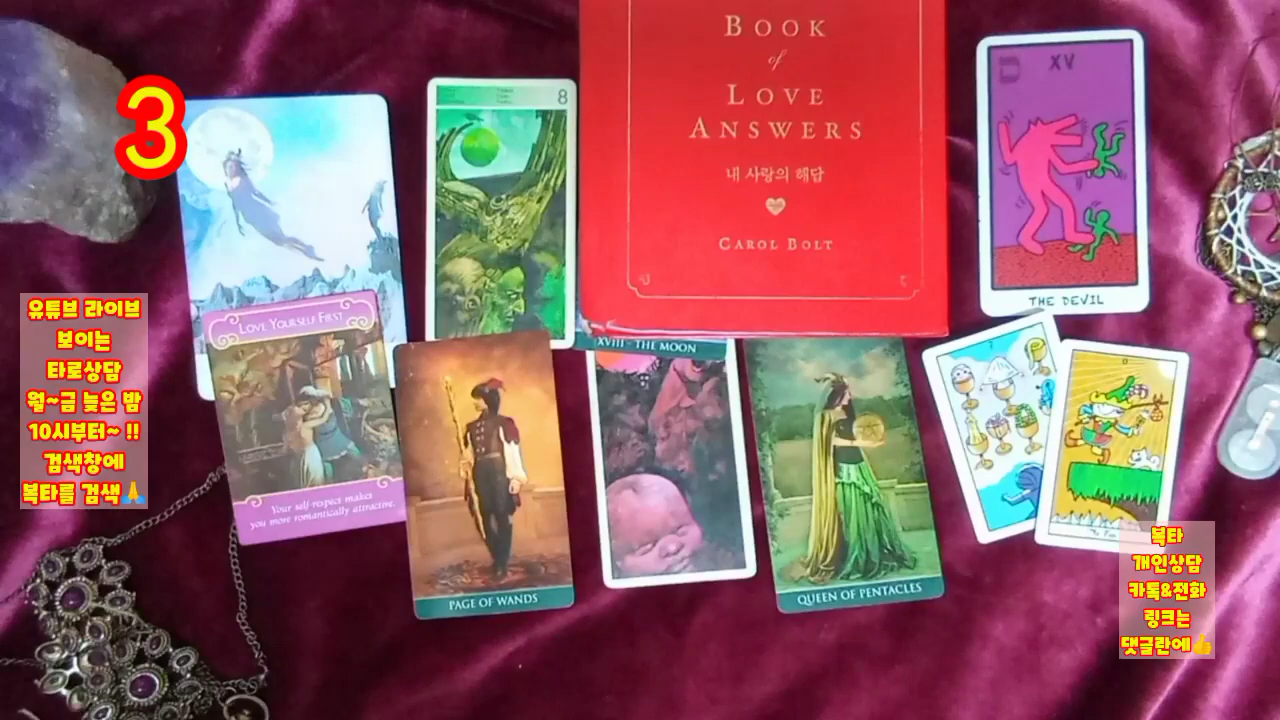 3
8
BOOK
of
LOVE
ANSWERS
내 사랑의 해답
CAROL BOLT
XV
THE DEVIL
유튜브 라이브
보이는
타로상담
월~금 늦은 밤
10시부터~ !!
검색창에
복타를 검색🙏
LOVE YOURSELF FIRST
Your self-respect makes
you more romantically attractive.
PAGE OF WANDS
XVIII - THE MOON
QUEEN OF PENTACLES
7
0
복타
개인상담
카톡&전화
링크는
댓글란에👍